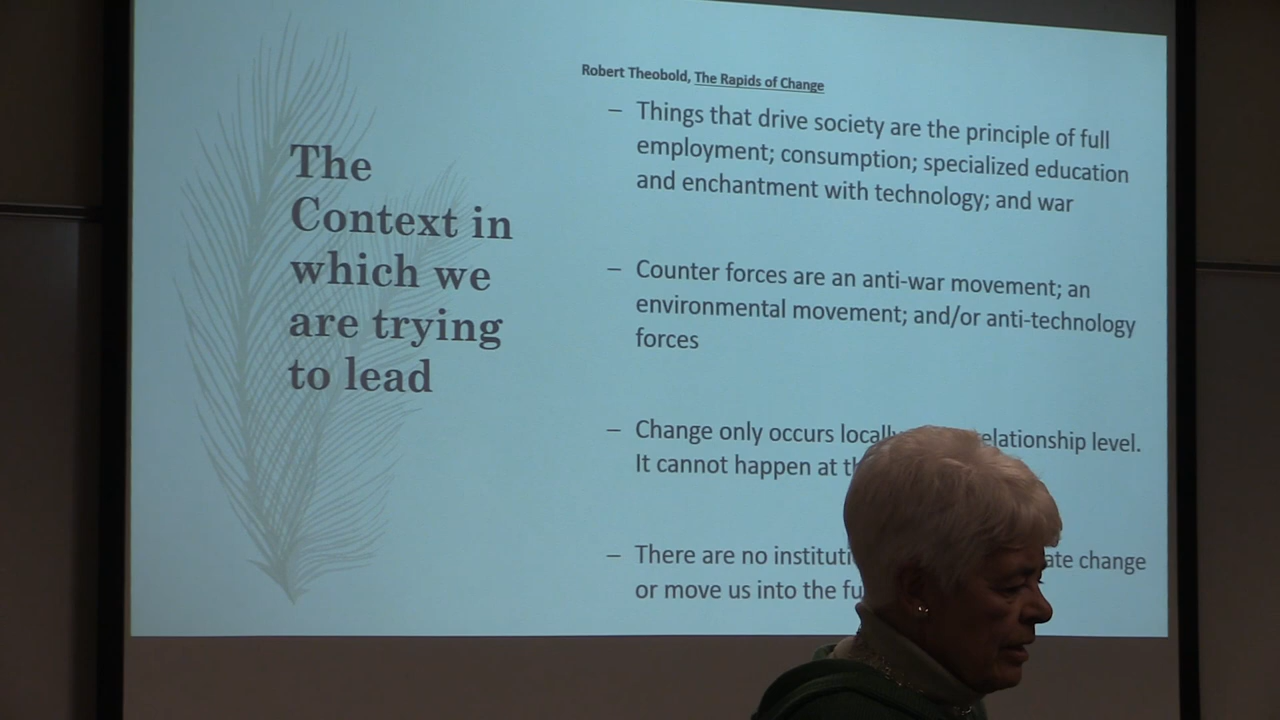 The
Context in
which we
are trying
to lead
Robert Theobold, The Rapids of Change
– Things that drive society are the principle of full
employment; consumption; specialized education
and enchantment with technology; and war
– Counter forces are an anti-war movement; an
environmental movement; and/or anti-technology
forces
– Change only occurs locally elationship level.
It cannot happen at
– There are no change
or move us into the